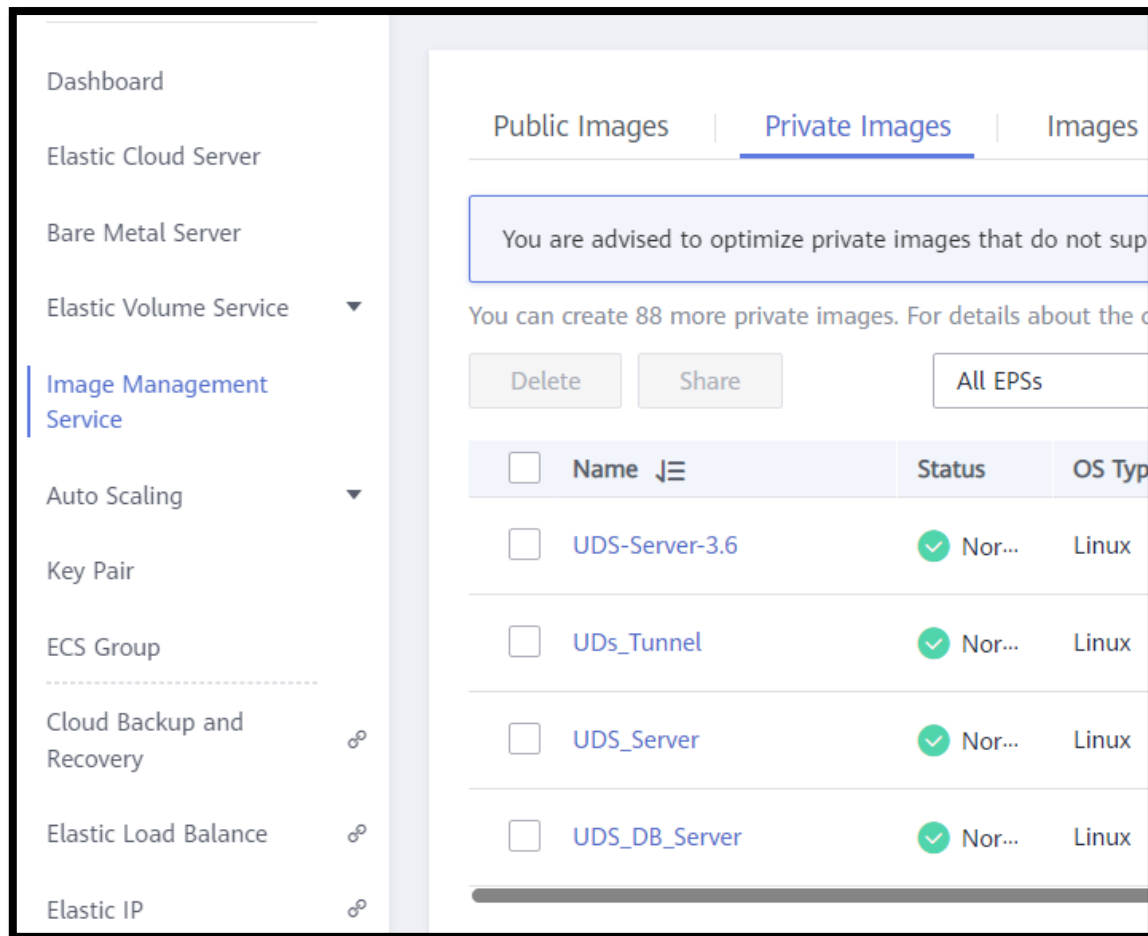 Dashboard
Elastic Cloud Server
Bare Metal Server
Elastic Volume Service
Image Management
Service
Auto Scaling
Key Pair
ECS Group
Cloud Backup and
Recovery
Elastic Load Balance
Elastic IP
Public Images Private Images Images
You are advised to optimize private images that do not sup
You can create 88 more private images. For details about the
Delete Share All EPSs
Name Status OS Typ
UDS-Server-3.6 Nor... Linux
UDs_Tunnel Nor... Linux
UDS_Server Nor... Linux
UDS_DB_Server Nor... Linux